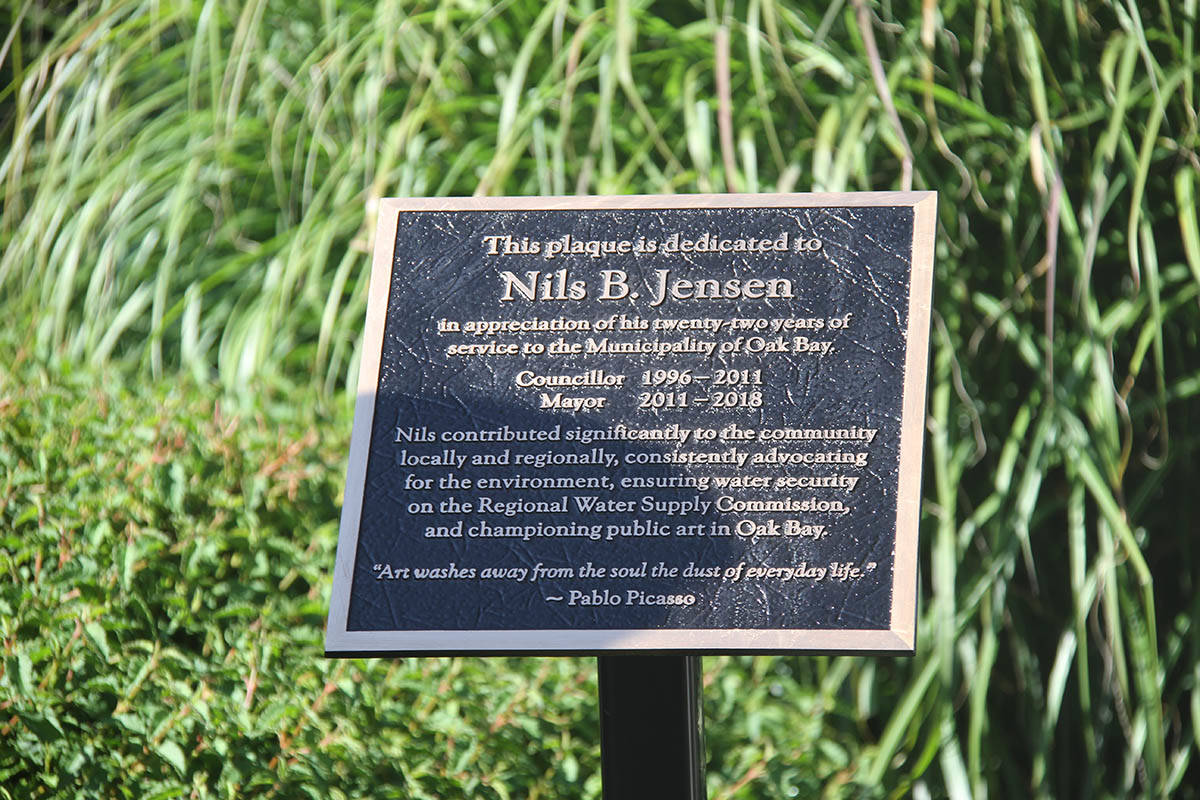 This plaque is dedicated to
Nils B. Jensen
in appreciation of his twenty-two years of
service to the Municipality of Oak Bay.
Councillor 1996 – 2011
Mayor 2011 – 2018
Nils contributed significantly to the community
locally and regionally, consistently advocating
for the environment, ensuring water security
on the Regional Water Supply Commission,
and championing public art in Oak Bay.
“Art washes away from the soul the dust of everyday life.”
~ Pablo Picasso